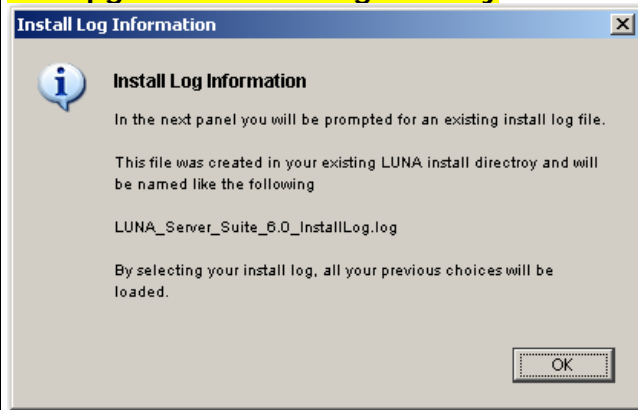 Install Log Information
Install Log Information
In the next panel you will be prompted for an existing install log file.
This file was created in your existing LUNA install directroy and will
be named like the following
LUNA_Server_Suite_6.0_InstallLog.log
By selecting your install log, all your previous choices will be
loaded.
OK